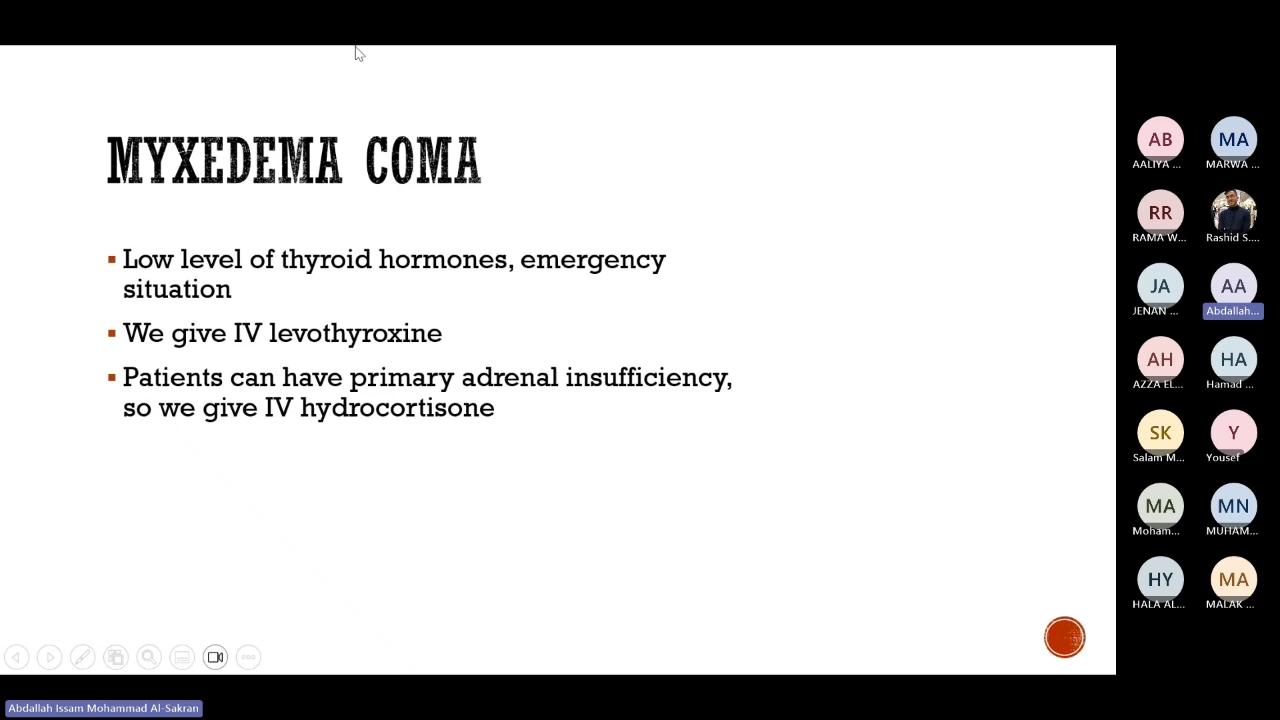 MYXEDEMA COMA
Low level of thyroid hormones, emergency
situation
We give IV levothyroxine
Patients can have primary adrenal insufficiency,
so we give IV hydrocortisone
AB
AALIYA ...
MA
MARWA ...
RR
RAMA W...
Rashid S....
JA
JENAN ...
AA
Abdallah...
AH
AZZA EL...
HA
Hamad ...
SK
Salam M...
Y
Yousef
MA
Moham...
MN
MUHAM...
HY
HALA AL...
MA
MALAK ...
Abdallah Issam Mohammad Al-Sakran